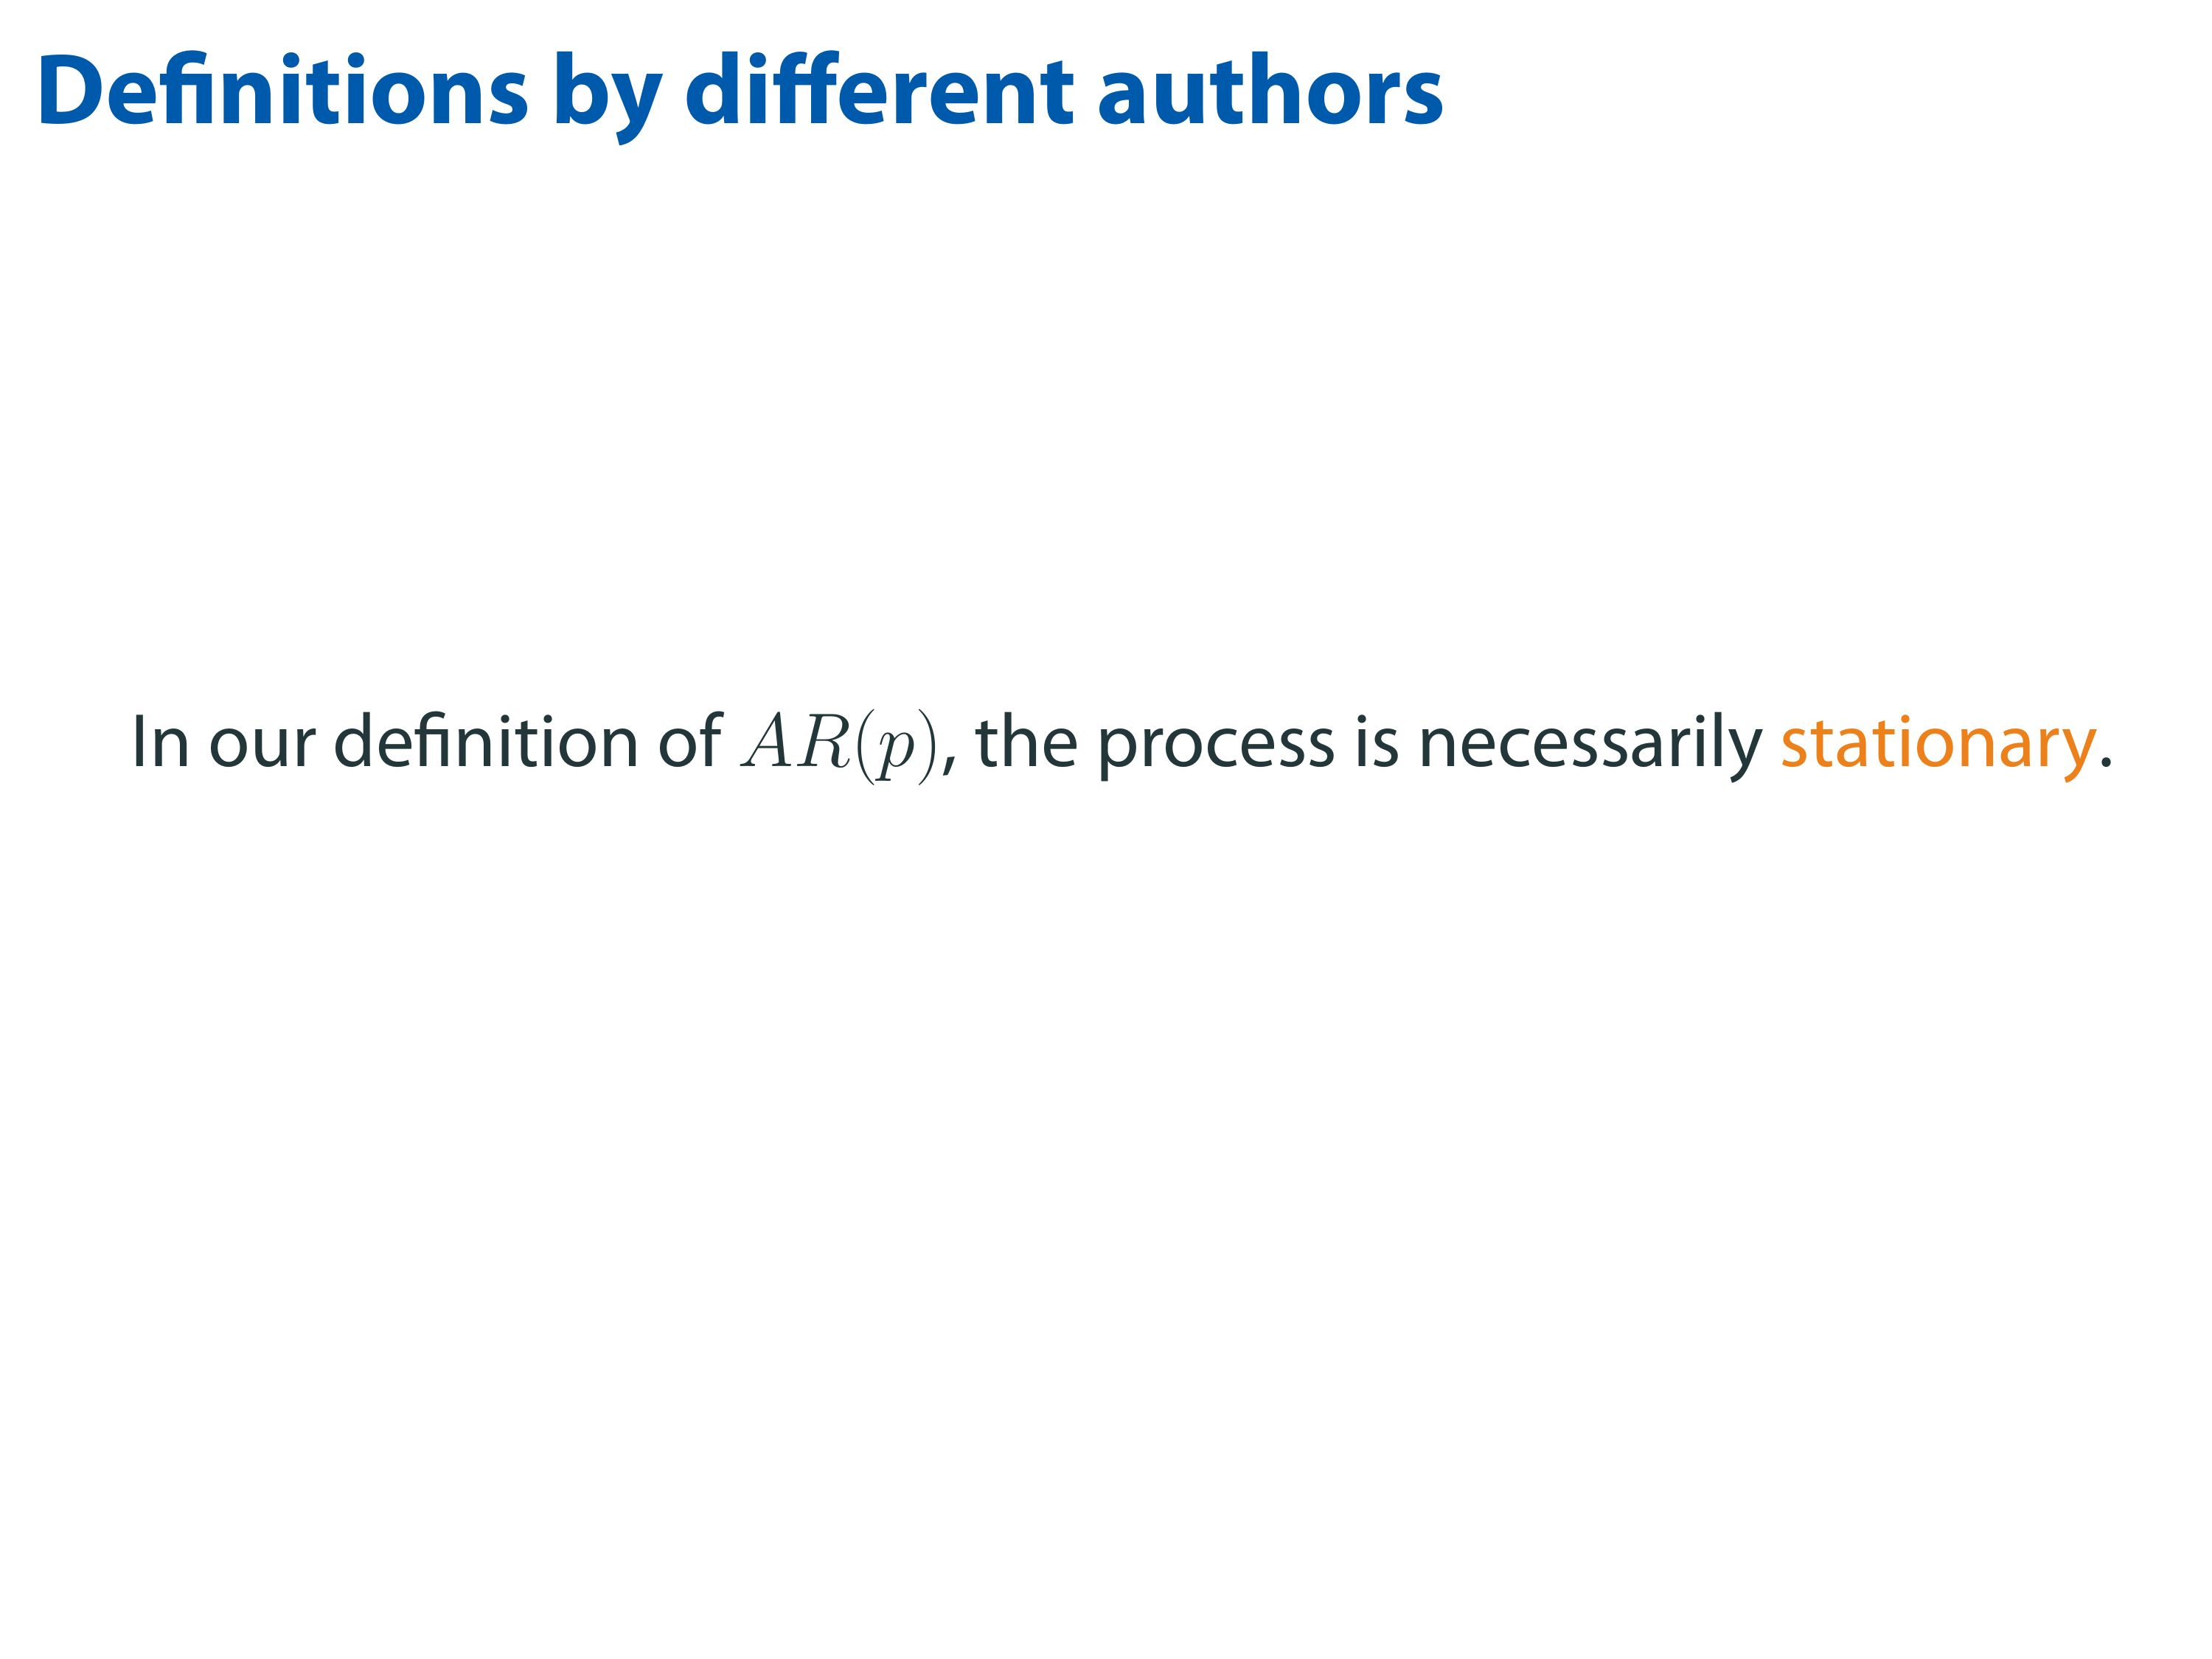 Definitions by different authors
In our definition of AR(p), the process is necessarily stationary.